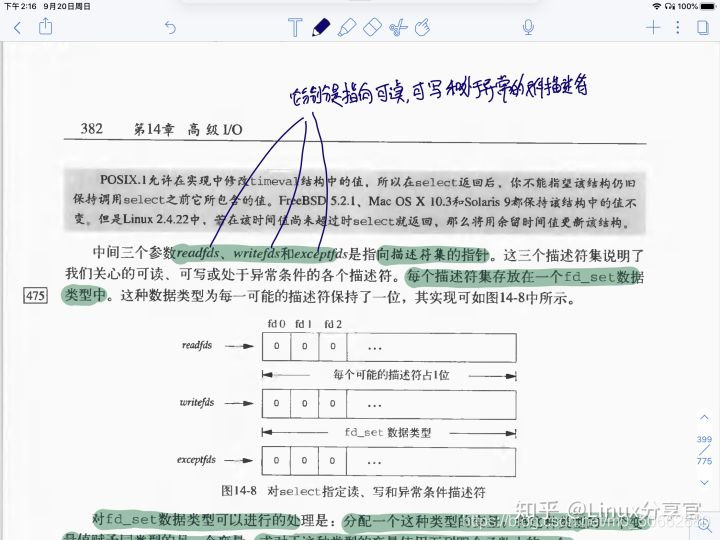 下午2:16 9月20日周日
100%
它们分别是指向可读,可写和处于异常的文件描述符
382 第14章 高级 I/O
POSIX.1允许在实现中修改timeval结构中的值，所以在select返回后，你不能指望该结构仍旧
保持调用select之前它所包含的值。FreeBSD 5.2.1、Mac OS X 10.3和Solaris 9都保持该结构中的值不
变。但是Linux 2.4.22中，若在该时间值尚未超过时select就返回，那么将用余留时间值更新该结构。
中间三个参数readfds、writefds和exceptfds是指向描述符集的指针。这三个描述符集说明了
我们关心的可读、可写或处于异常条件的各个描述符。每个描述符集存放在一个fd_set数据
475 类型中。这种数据类型为每一可能的描述符保持了一位，其实现可如图14-8中所示。
fd 0 fd 1 fd 2
readfds 0 0 0 …
每个可能的描述符占1位
writefds 0 0 0 …
fd_set 数据类型
exceptfds 0 0 0 …
399
775
图14-8 对select指定读、写和异常条件描述符
知乎 @Linux分享官
对fd_set数据类型可以进行的处理是：分配一个这种类型的变量